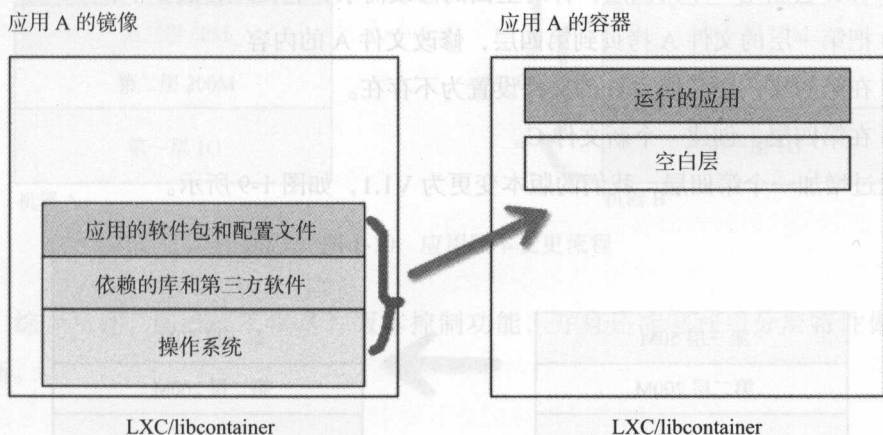 应用 A 的镜像
应用 A 的容器
运行的应用
空白层
应用的软件包和配置文件
依赖的库和第三方软件
操作系统
LXC/libcontainer
LXC/libcontainer